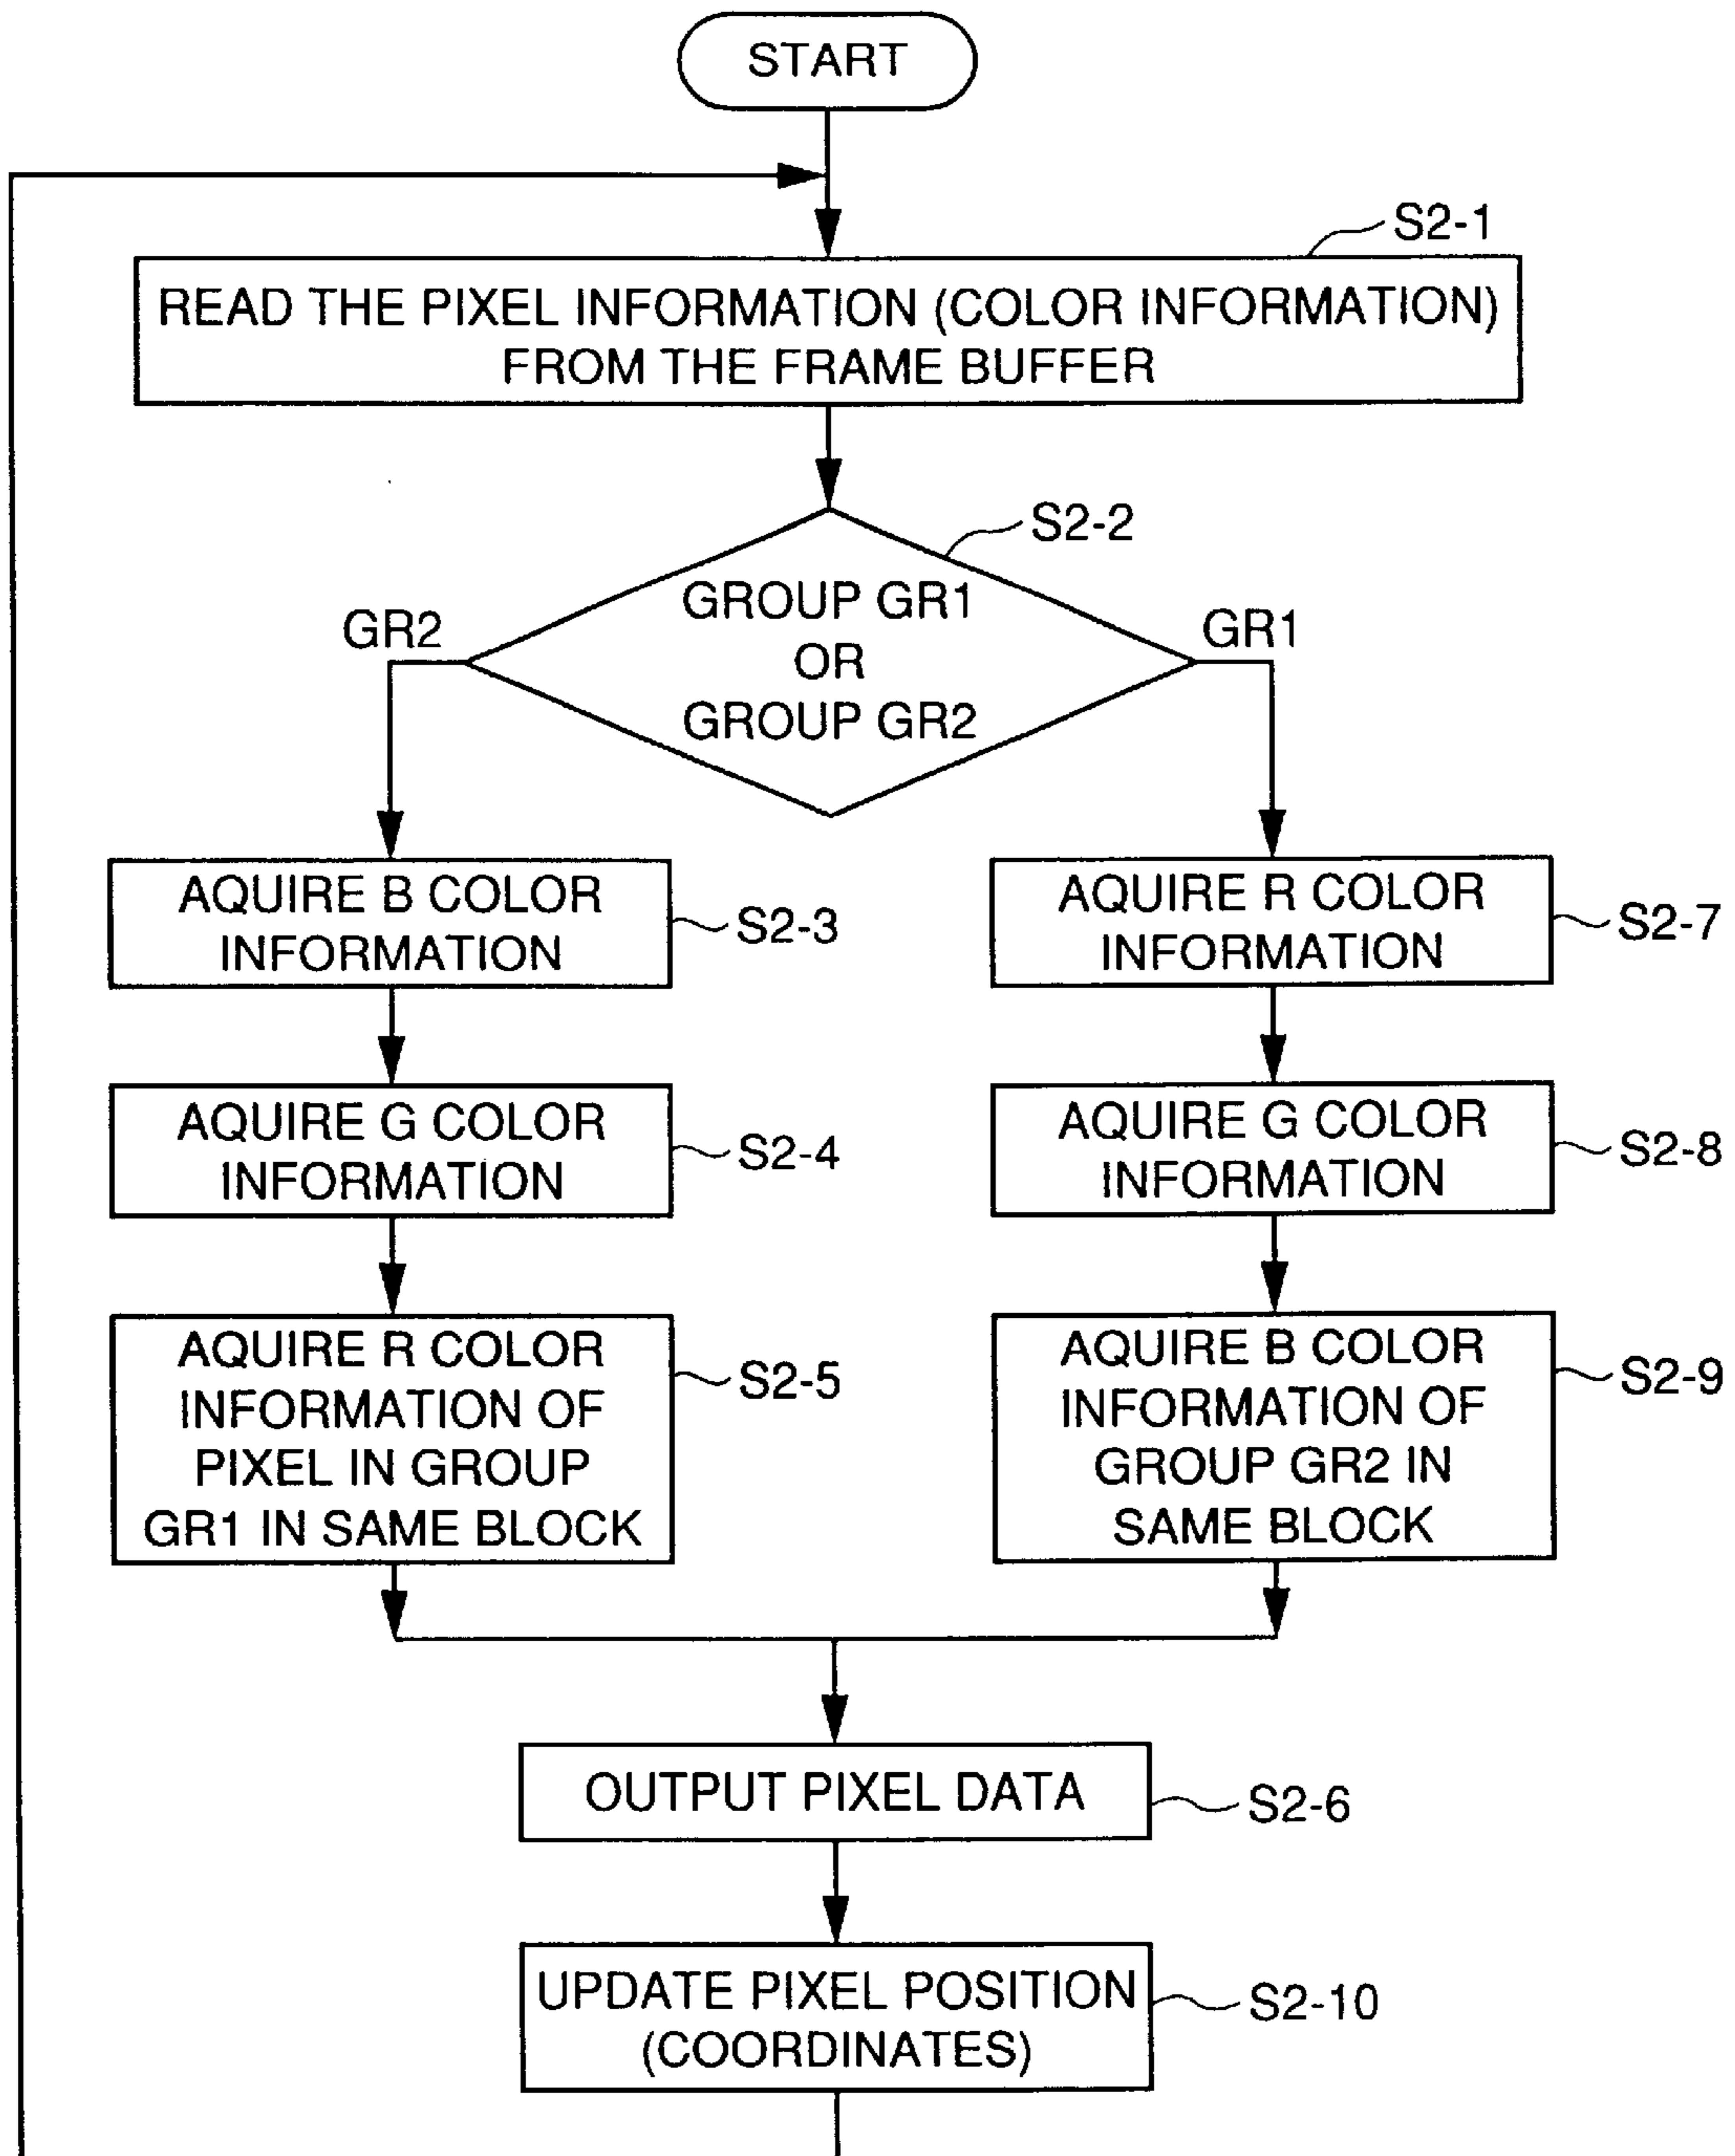 START
S2-1
READ THE PIXEL INFORMATION (COLOR INFORMATION)
FROM THE FRAME BUFFER
S2-2
GROUP GR1
OR
GROUP GR2
GR2
GR1
AQUIRE B COLOR
INFORMATION
S2-3
AQUIRE R COLOR
INFORMATION
S2-7
AQUIRE G COLOR
INFORMATION
S2-4
AQUIRE G COLOR
INFORMATION
S2-8
AQUIRE R COLOR
INFORMATION OF
PIXEL IN GROUP
GR1 IN SAME BLOCK
S2-5
AQUIRE B COLOR
INFORMATION OF
GROUP GR2 IN
SAME BLOCK
S2-9
OUTPUT PIXEL DATA
S2-6
UPDATE PIXEL POSITION
(COORDINATES)
S2-10